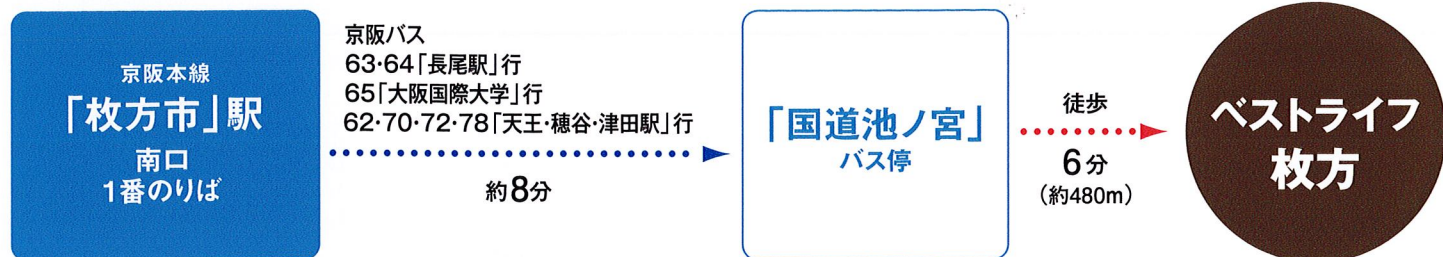 京阪本線
「枚方市」駅
南口
1番のりば
京阪バス
63・64「長尾駅」行
65「大阪国際大学」行
62・70・72・78「天王・穂谷・津田駅」行
約8分
「国道池ノ宮」
バス停
徒歩
6分
(約480m)
ベストライフ
枚方